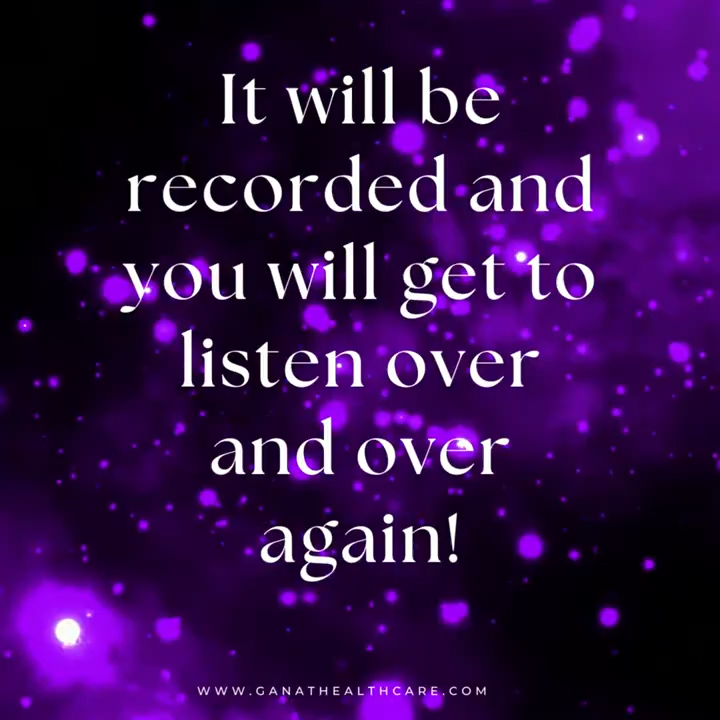 It will be
recorded and
you will get to
listen over
and over
again!
WWW.GANATHEALTHCARE.COM